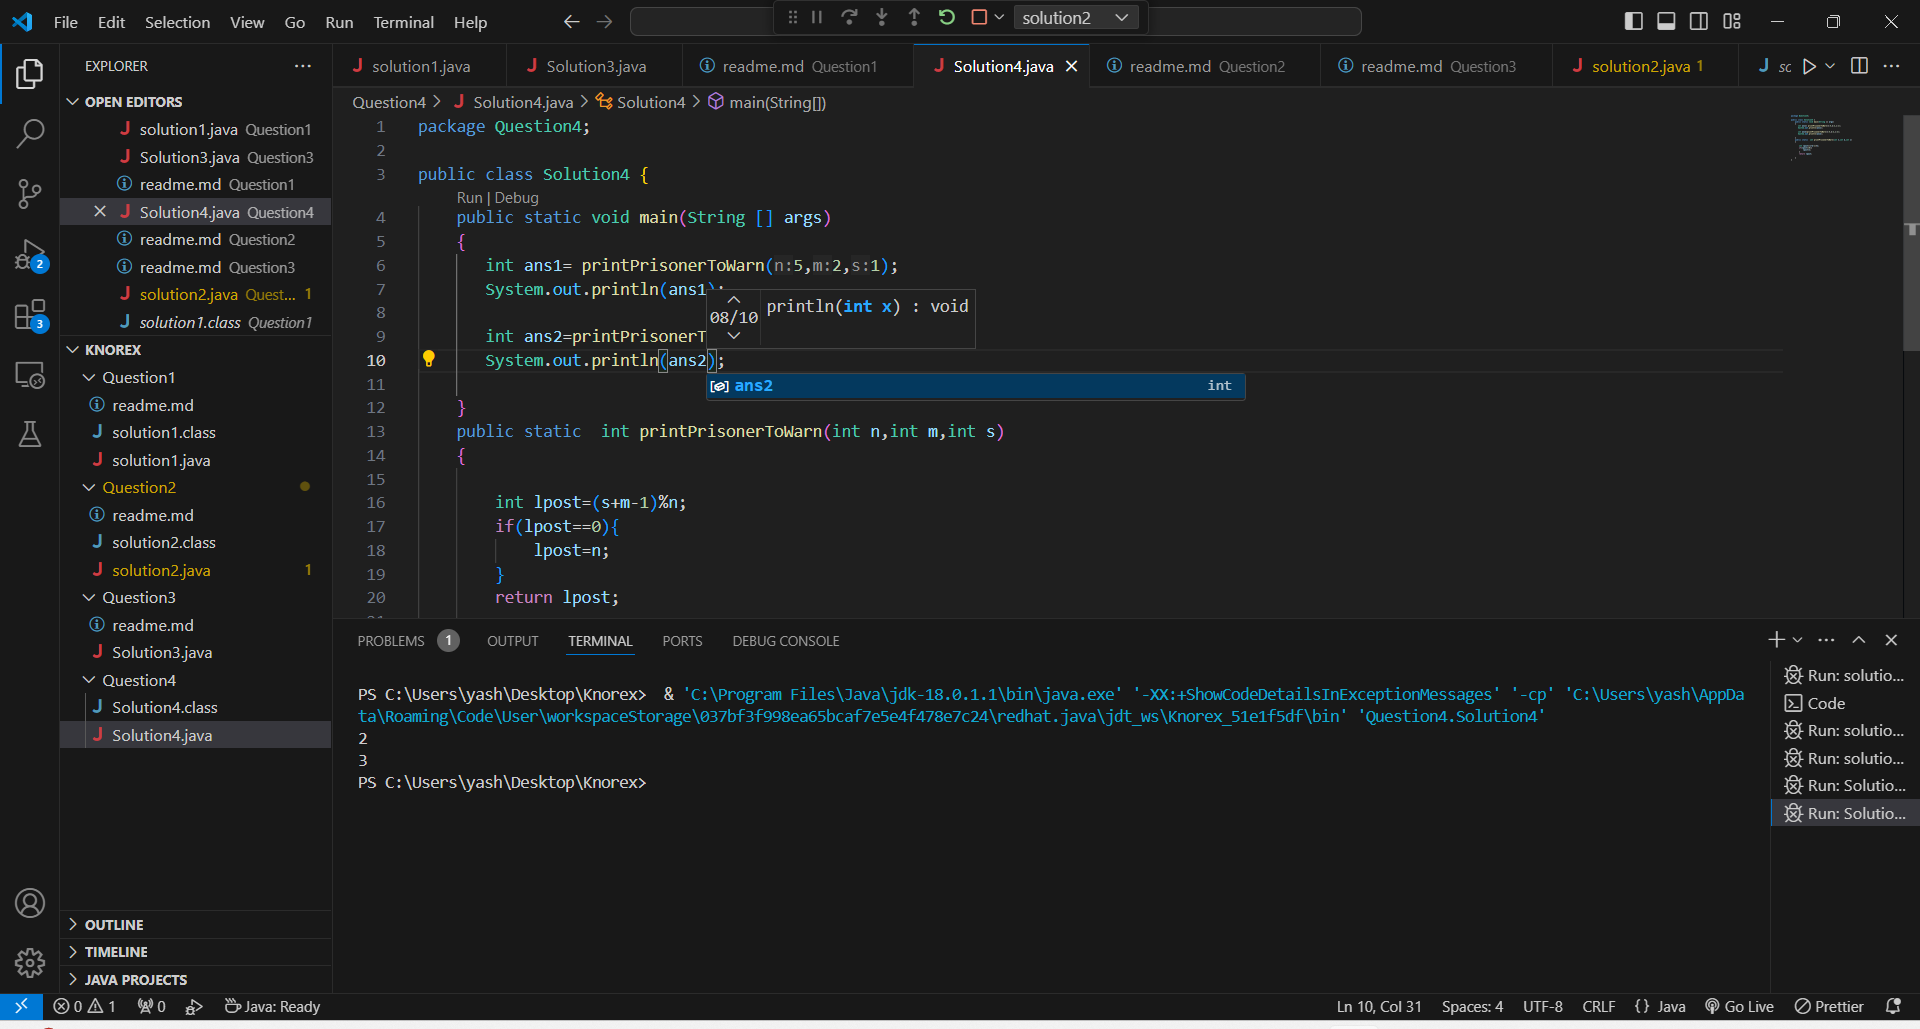 File Edit Selection View Go Run Terminal Help
solution2
EXPLORER
OPEN EDITORS
solution1.java Question1
Solution3.java Question3
readme.md Question1
Solution4.java Question4
readme.md Question2
readme.md Question3
solution2.java Quest... 1
solution1.class Question1
KNOREX
Question1
readme.md
solution1.class
solution1.java
Question2
readme.md
solution2.class
solution2.java 1
Question3
readme.md
Solution3.java
Question4
Solution4.class
Solution4.java
OUTLINE
TIMELINE
JAVA PROJECTS
2
3
solution1.java Solution3.java readme.md Question1 Solution4.java readme.md Question2 readme.md Question3 solution2.java 1 sc
Question4 > Solution4.java > Solution4 > main(String[])
1 package Question4;
2
3 public class Solution4 {
Run | Debug
4 public static void main(String [] args)
5 {
6 int ans1= printPrisonerToWarn(n:5,m:2,s:1);
7 System.out.println(ans1);
8
9 int ans2=printPrisonerT
10 System.out.println(ans2);
11
12 }
13 public static int printPrisonerToWarn(int n,int m,int s)
14 {
15
16 int lpost=(s+m-1)%n;
17 if(lpost==0){
18 lpost=n;
19 }
20 return lpost;
08/10 println(int x) : void
ans2 int
PROBLEMS 1 OUTPUT TERMINAL PORTS DEBUG CONSOLE
PS C:\Users\yash\Desktop\Knorex> & 'C:\Program Files\Java\jdk-18.0.1.1\bin\java.exe' '-XX:+ShowCodeDetailsInExceptionMessages' '-cp' 'C:\Users\yash\AppDa
ta\Roaming\Code\User\workspaceStorage\037bf3f998ea65bcaf7e5e4f478e7c24\redhat.java\jdt_ws\Knorex_51e1f5df\bin' 'Question4.Solution4'
2
3
PS C:\Users\yash\Desktop\Knorex>
Run: solutio...
Code
Run: solutio...
Run: solutio...
Run: Solutio...
Run: Solutio...
0 1 0 Java: Ready Ln 10, Col 31 Spaces: 4 UTF-8 CRLF {} Java Go Live Prettier